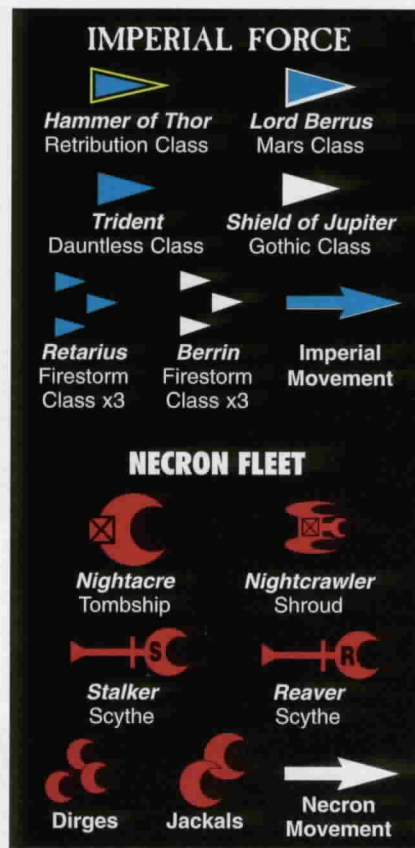 IMPERIAL FORCE
Hammer of Thor
Retribution Class
Lord Berrus
Mars Class
Trident
Dauntless Class
Shield of Jupiter
Gothic Class
Retarius
Firestorm
Class x3
Berrin
Firestorm
Class x3
Imperial
Movement
NECRON FLEET
Nightacre
Tombship
Nightcrawler
Shroud
S
Stalker
Scythe
R
Reaver
Scythe
Dirges
Jackals
Necron
Movement